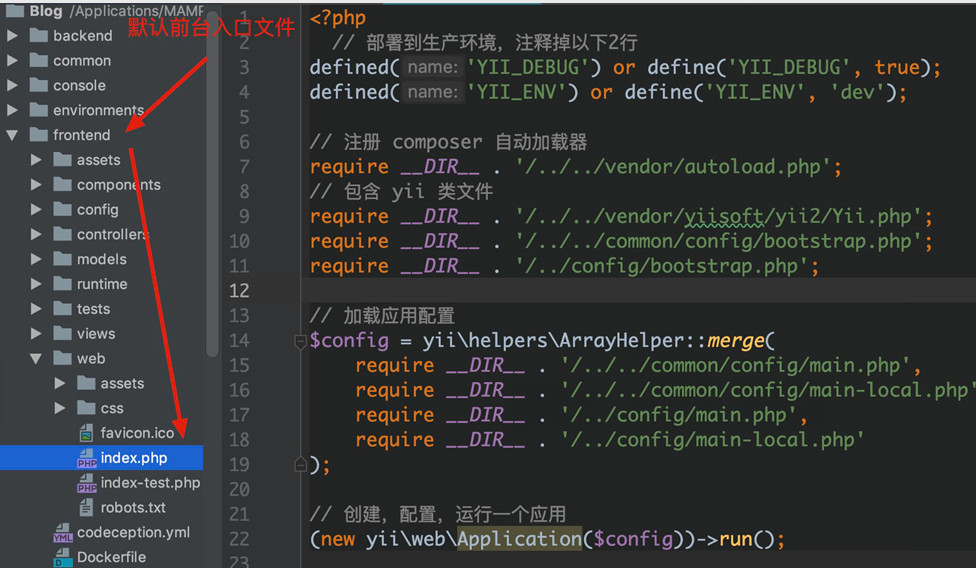 Blog /Applications/MAMP
默认前台入口文件
backend
common
console
environments
frontend
assets
components
config
controllers
models
runtime
tests
views
web
assets
css
favicon.ico
PHP index.php
PHP index-test.php
robots.txt
YML codeception.yml
D Dockerfile
1 <?php
2 // 部署到生产环境，注释掉以下2行
3 defined( name: 'YII_DEBUG') or define('YII_DEBUG', true);
4 defined( name: 'YII_ENV') or define('YII_ENV', 'dev');
5
6 // 注册 composer 自动加载器
7 require __DIR__ . '/../../vendor/autoload.php';
8 // 包含 yii 类文件
9 require __DIR__ . '/../../vendor/yiisoft/yii2/Yii.php';
10 require __DIR__ . '/../../common/config/bootstrap.php';
11 require __DIR__ . '/../config/bootstrap.php';
12
13 // 加载应用配置
14 $config = yii\helpers\ArrayHelper::merge(
15 require __DIR__ . '/../../common/config/main.php',
16 require __DIR__ . '/../../common/config/main-local.php'
17 require __DIR__ . '/../config/main.php',
18 require __DIR__ . '/../config/main-local.php'
19 );
20
21 // 创建，配置，运行一个应用
22 (new yii\web\Application($config))->run();
23